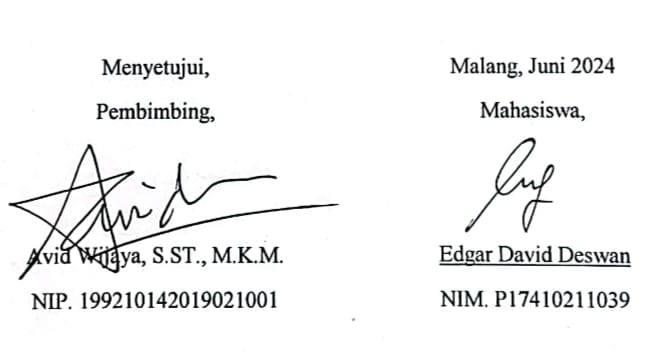 Menyetujui,
Pembimbing,
Avid Wijaya, S.ST., M.K.M.
NIP. 199210142019021001
Malang, Juni 2024
Mahasiswa,
Edgar David Deswan
NIM. P17410211039